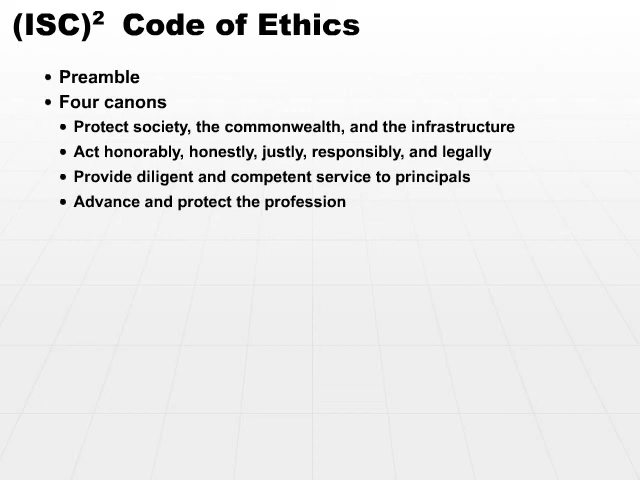 (ISC)² Code of Ethics
• Preamble
• Four canons
• Protect society, the commonwealth, and the infrastructure
• Act honorably, honestly, justly, responsibly, and legally
• Provide diligent and competent service to principals
• Advance and protect the profession